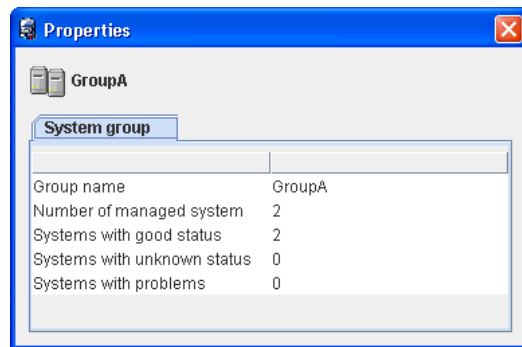 Properties
GroupA
System group
Group name GroupA
Number of managed system 2
Systems with good status 2
Systems with unknown status 0
Systems with problems 0